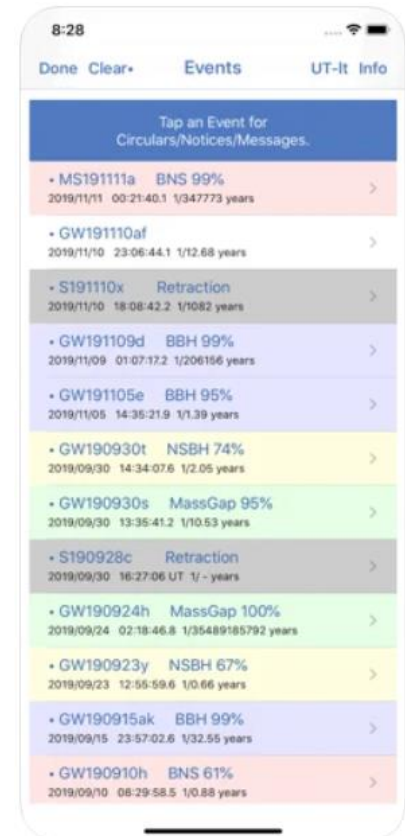 8:28
Done Clear• Events UT-lt Info
Tap an Event for
Circulars/Notices/Messages.
• MS191111a BNS 99%
2019/11/11 00:21:40.1 1/347773 years
• GW191110af
2019/11/10 23:06:44.1 1/12.68 years
• S191110x Retraction
2019/11/10 18:08:42.2 1/1082 years
• GW191109d BBH 99%
2019/11/09 01:07:17.2 1/206156 years
• GW191105e BBH 95%
2019/11/05 14:35:21.9 1/1.39 years
• GW190930t NSBH 74%
2019/09/30 14:34:07.6 1/2.05 years
• GW190930s MassGap 95%
2019/09/30 13:35:41.2 1/10.53 years
• S190928c Retraction
2019/09/30 16:27:06 UT 1/ - years
• GW190924h MassGap 100%
2019/09/24 02:18:46.8 1/35489185792 years
• GW190923y NSBH 67%
2019/09/23 12:55:59.6 1/0.66 years
• GW190915ak BBH 99%
2019/09/15 23:57:02.6 1/32.55 years
• GW190910h BNS 61%
2019/09/10 08:29:58.5 1/0.88 years